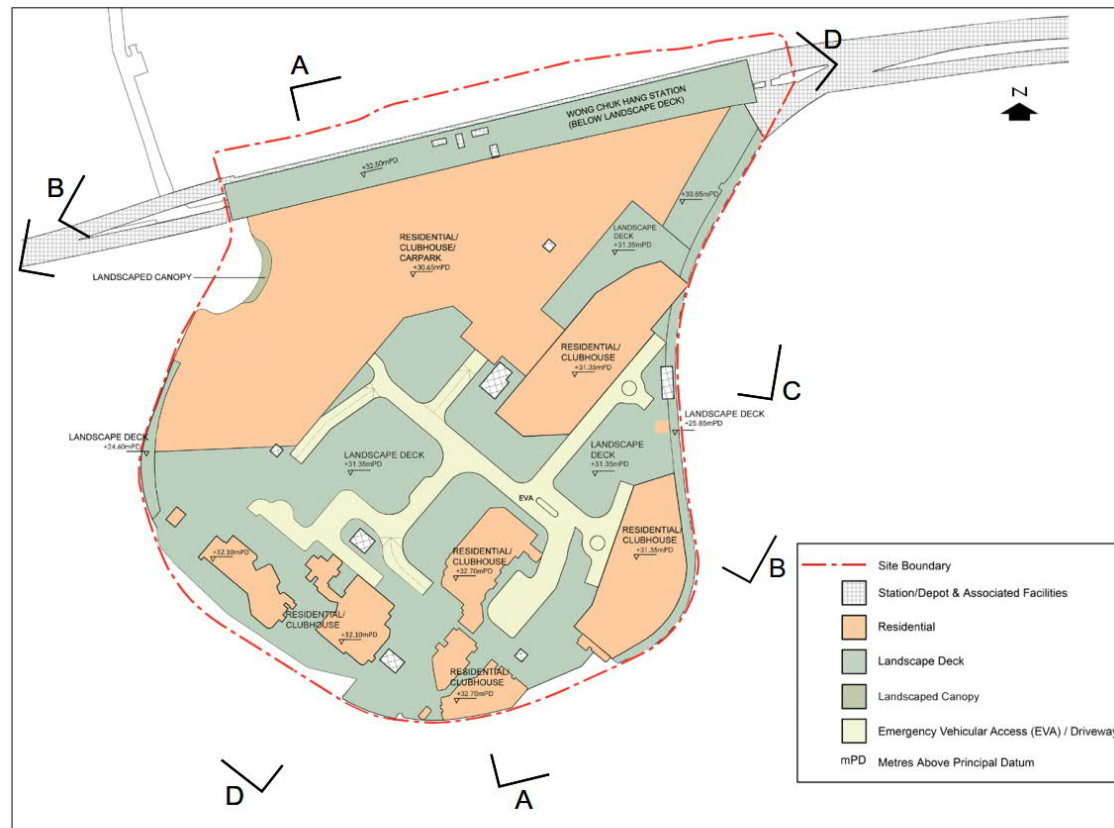 A
D
N
WONG CHUK HANG STATION
(BELOW LANDSCAPE DECK)
+32.50mPD
B
+30.65mPD
LANDSCAPE
DECK
+31.35mPD
RESIDENTIAL/
CLUBHOUSE/
CARPARK
+30.65mPD
LANDSCAPED CANOPY
RESIDENTIAL/
CLUBHOUSE
+31.35mPD
C
LANDSCAPE DECK
+25.85mPD
LANDSCAPE DECK
+24.60mPD
LANDSCAPE DECK
+31.35mPD
LANDSCAPE
DECK
+31.35mPD
EVA
RESIDENTIAL/
CLUBHOUSE
+31.35mPD
+32.10mPD
RESIDENTIAL/
CLUBHOUSE
+32.70mPD
B
RESIDENTIAL/
CLUBHOUSE
+32.10mPD
RESIDENTIAL/
CLUBHOUSE
+32.70mPD
D
A
Site Boundary
Station/Depot & Associated Facilities
Residential
Landscape Deck
Landscaped Canopy
Emergency Vehicular Access (EVA) / Driveway
mPD Metres Above Principal Datum